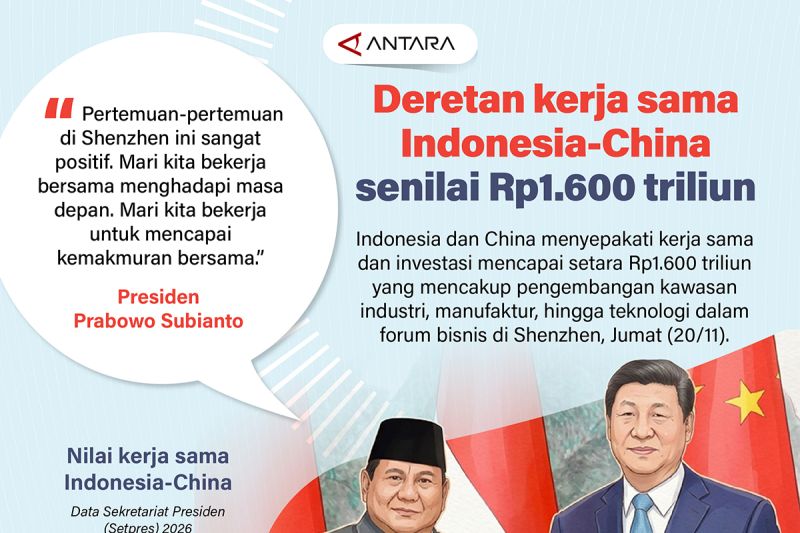 ANTARA
Deretan kerja sama
Indonesia-China
senilai Rp1.600 triliun
Indonesia dan China menyepakati kerja sama
dan investasi mencapai setara Rp1.600 triliun
yang mencakup pengembangan kawasan
industri, manufaktur, hingga teknologi dalam
forum bisnis di Shenzhen, Jumat (20/11).
“ Pertemuan-pertemuan
di Shenzhen ini sangat
positif. Mari kita bekerja
bersama menghadapi masa
depan. Mari kita bekerja
untuk mencapai
kemakmuran bersama.”
Presiden
Prabowo Subianto
Nilai kerja sama
Indonesia-China
Data Sekretariat Presiden
(Setpres) 2026